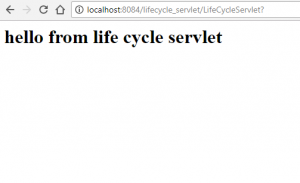 localhost:8084/lifecycle_servlet/LifeCycleServlet?
hello from life cycle servlet